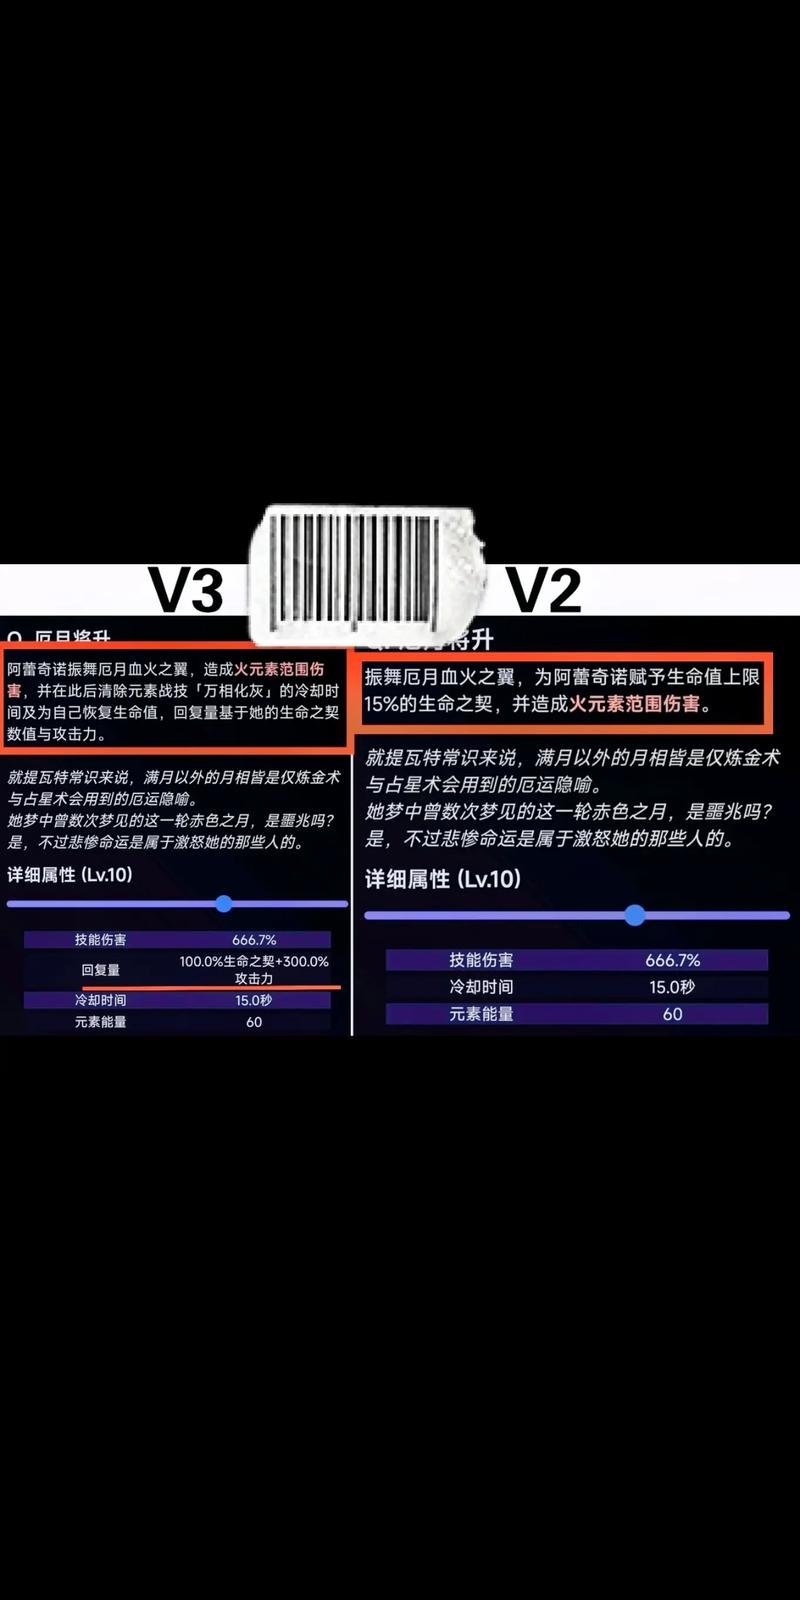 V3
V2
Q. 厄月将升
阿蕾奇诺振舞厄月血火之翼，造成火元素范围伤
害，并在此后清除元素战技「万相化灰」的冷却时
间及为自己恢复生命值，回复量基于她的生命之契
数值与攻击力。
就提瓦特常识来说，满月以外的月相皆是仅炼金术
与占星术会用到的厄运隐喻。
她梦中曾数次梦见的这一轮赤色之月，是噩兆吗？
是，不过悲惨命运是属于激怒她的那些人的。
详细属性 (Lv.10)
技能伤害 666.7%
回复量 100.0%生命之契+300.0%
攻击力
冷却时间 15.0秒
元素能量 60
将升
振舞厄月血火之翼，为阿蕾奇诺赋予生命值上限
15%的生命之契，并造成火元素范围伤害。
就提瓦特常识来说，满月以外的月相皆是仅炼金术
与占星术会用到的厄运隐喻。
她梦中曾数次梦见的这一轮赤色之月，是噩兆吗？
是，不过悲惨命运是属于激怒她的那些人的。
详细属性 (Lv.10)
技能伤害 666.7%
冷却时间 15.0秒
元素能量 60